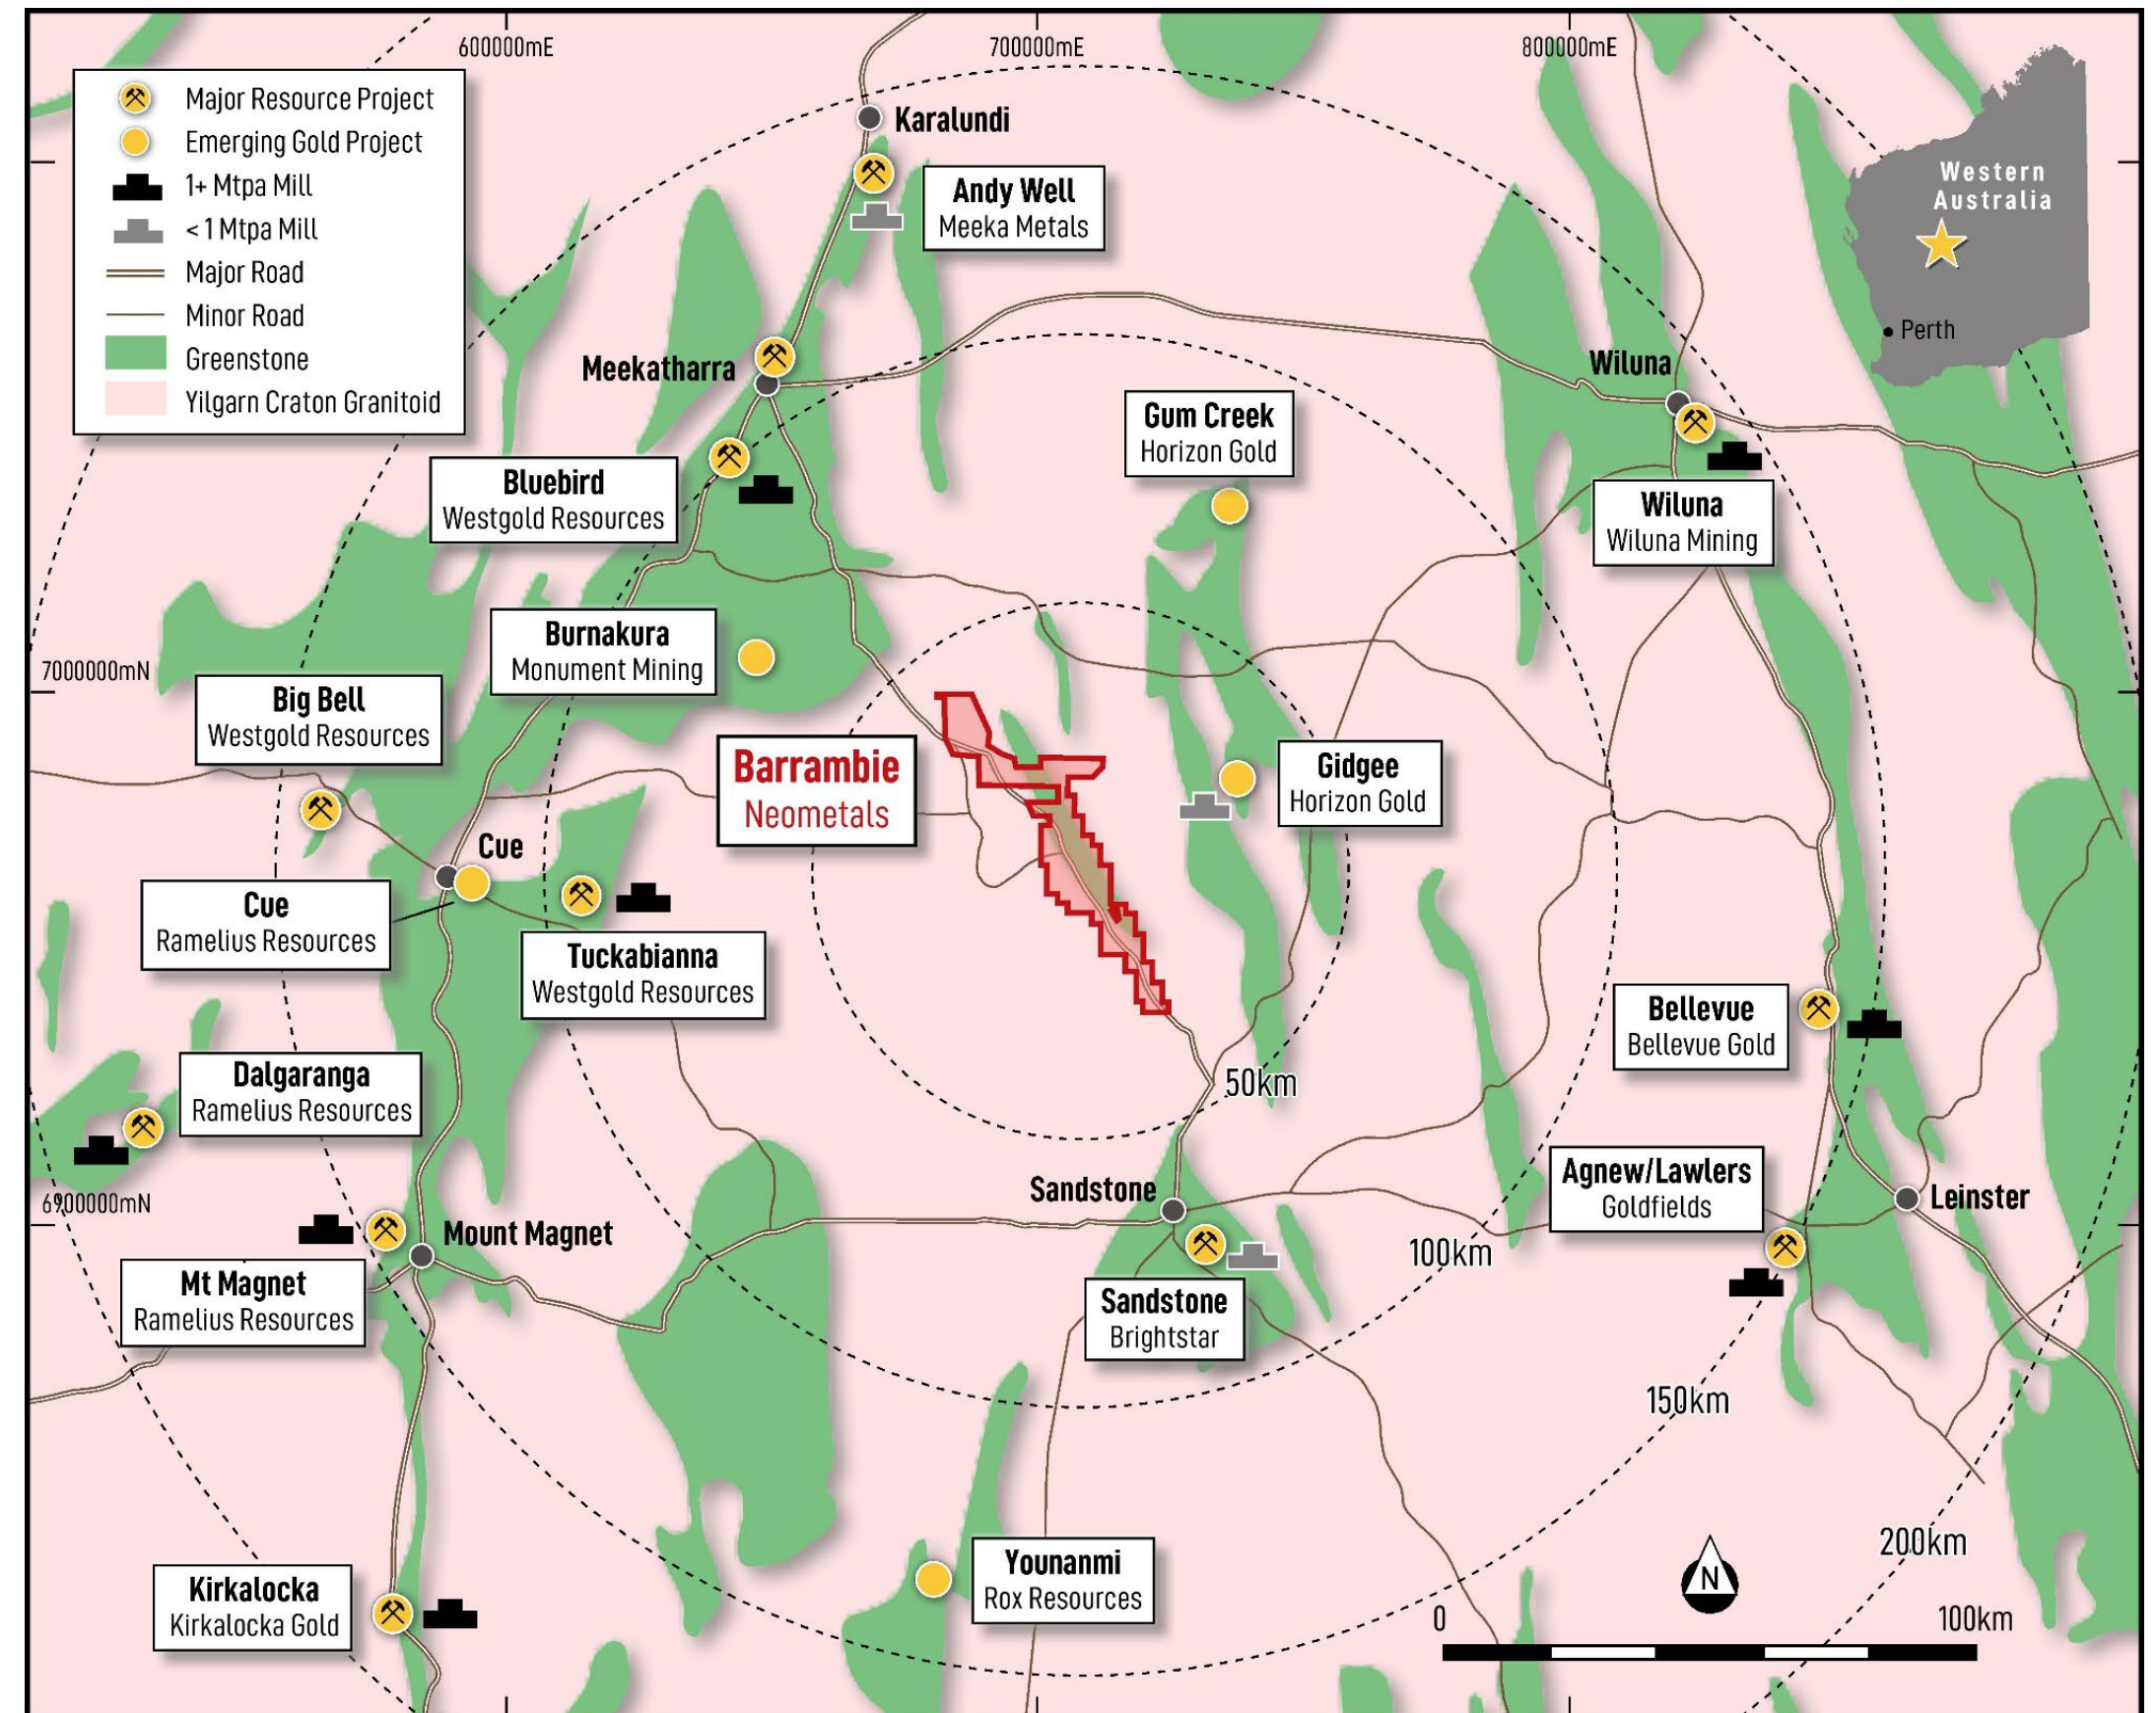 600000mE
700000mE
800000mE
Major Resource Project
Emerging Gold Project
1+ Mtpa Mill
< 1 Mtpa Mill
Major Road
Minor Road
Greenstone
Yilgarn Craton Granitoid
Karalundi
Andy Well
Meeka Metals
Western
Australia
Perth
Meekatharra
Wiluna
Gum Creek
Horizon Gold
Bluebird
Westgold Resources
Wiluna
Wiluna Mining
Burnakura
Monument Mining
7000000mN
Big Bell
Westgold Resources
Barrambie
Neometals
Gidgee
Horizon Gold
Cue
Cue
Ramelius Resources
Tuckabianna
Westgold Resources
Bellevue
Bellevue Gold
Dalgaranga
Ramelius Resources
50km
6900000mN
Sandstone
Agnew/Lawlers
Goldfields
Leinster
Mount Magnet
100km
Mt Magnet
Ramelius Resources
Sandstone
Brightstar
150km
200km
Younanmi
Rox Resources
Kirkalocka
Kirkalocka Gold
N
0
100km